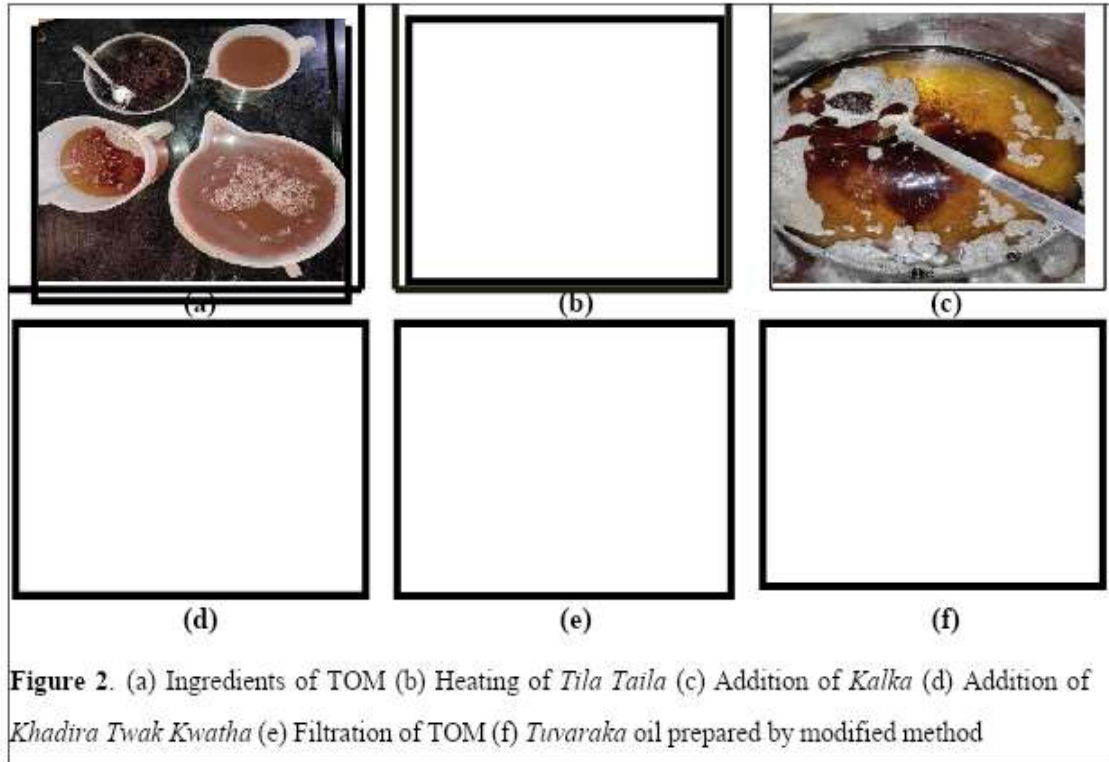 (a) (b) (c)
(d) (e) (f)
Figure 2. (a) Ingredients of TOM (b) Heating of Tila Taila (c) Addition of Kalka (d) Addition of
Khadira Twak Kwatha (e) Filtration of TOM (f) Tuvaraka oil prepared by modified method